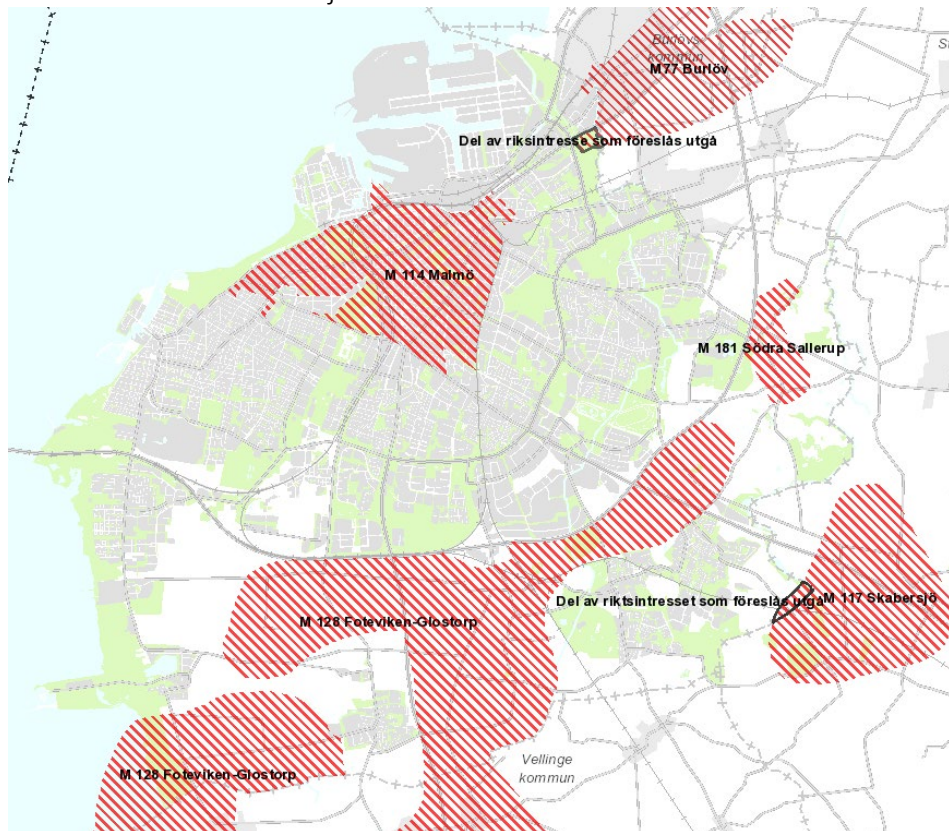 Burlövs
kommun
M77 Burlöv
Del av riksintresse som föreslås utgå
M 114 Malmö
M 181 Södra Sallerup
Del av riktsintresset som föreslås utgå
M 117 Skabersjö
M 128 Foteviken-Glostorp
Vellinge
kommun
M 128 Foteviken-Glostorp